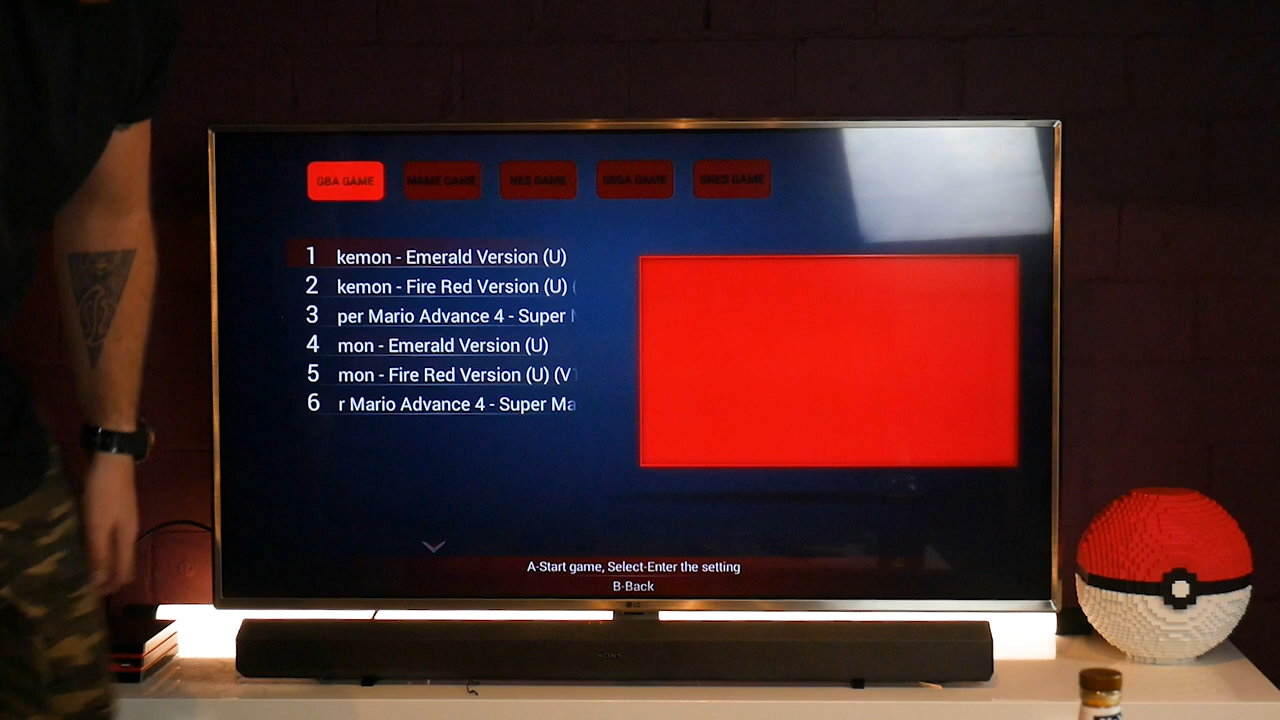 GBA GAME
MAME GAME
NES GAME
SEGA GAME
SNES GAME
1 kemon - Emerald Version (U)
2 kemon - Fire Red Version (U) (
3 per Mario Advance 4 - Super
4 mon - Emerald Version (U)
5 mon - Fire Red Version (U) (V
6 r Mario Advance 4 - Super Ma
A-Start game, Select-Enter the setting
B-Back
LG
SONY